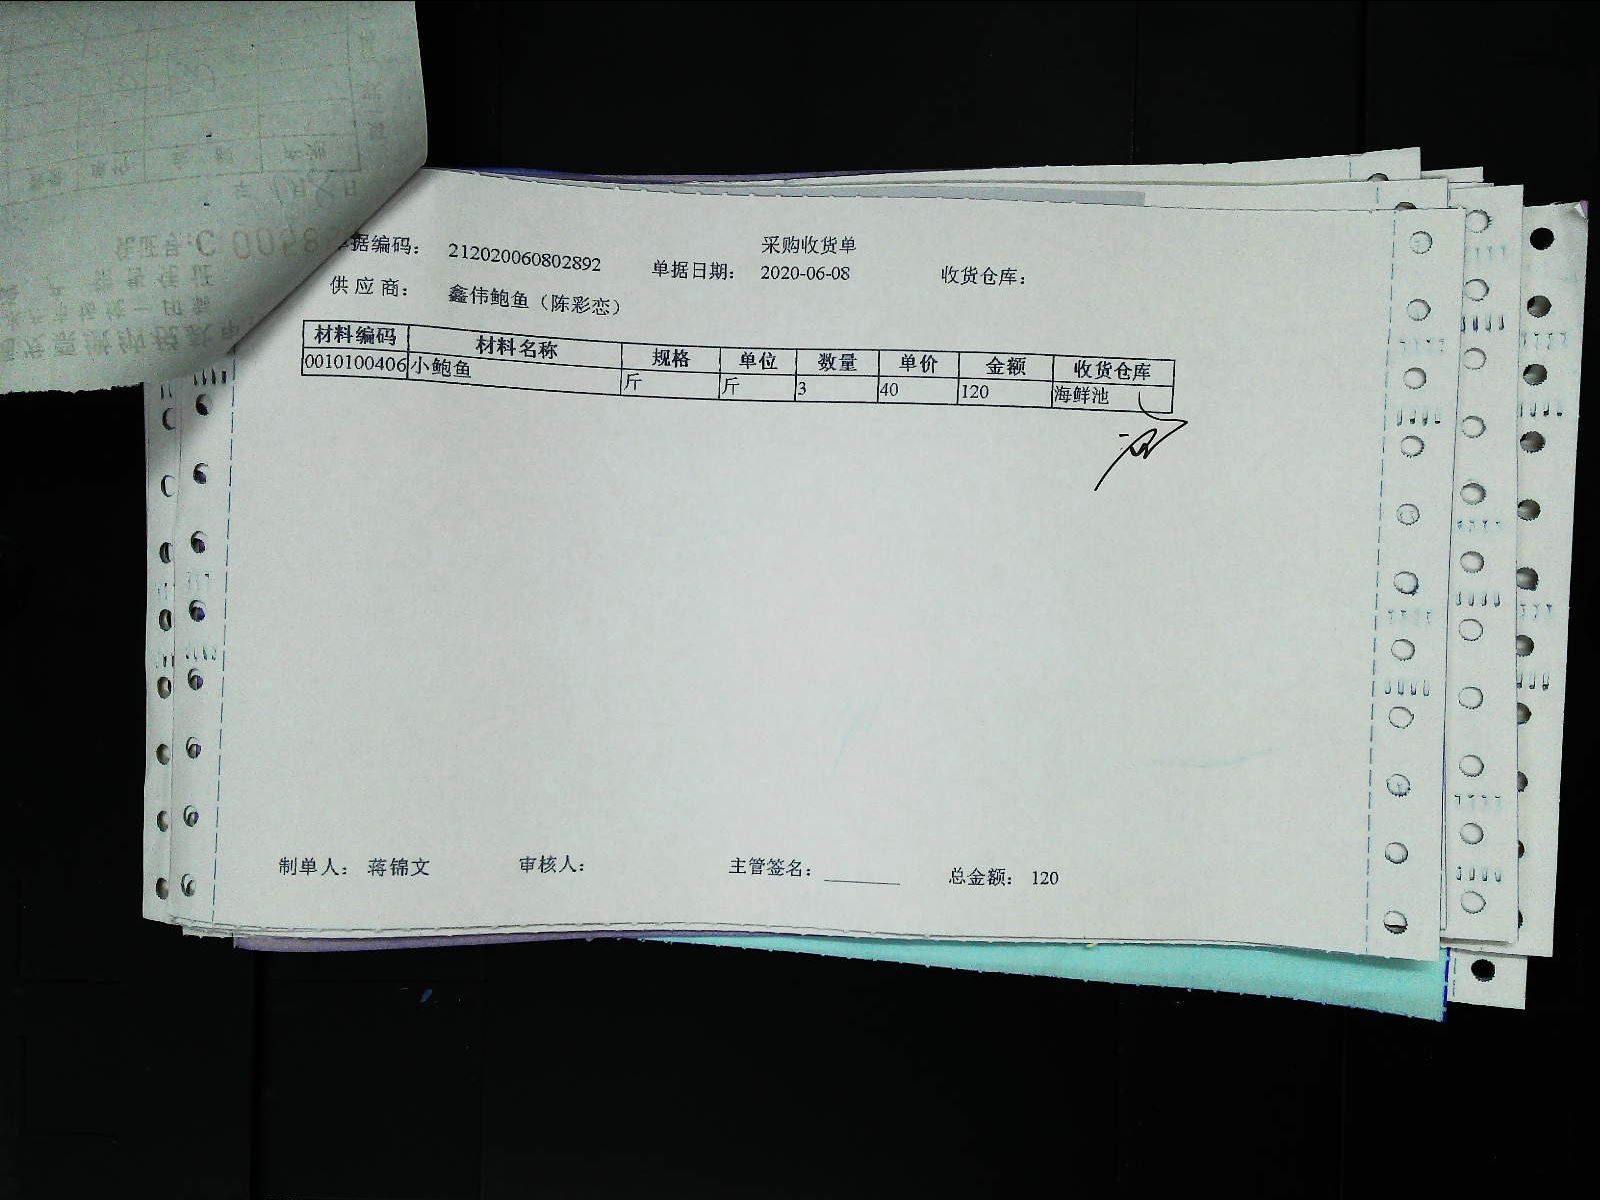 采购收货单
据编码： 212020060802892 单据日期： 2020-06-08 收货仓库：
供应商： 鑫伟鲍鱼（陈彩恋）
材料编码 材料名称 规格 单位 数量 单价 金额 收货仓库
0010100406 小鲍鱼 斤 斤 3 40 120 海鲜池
制单人： 蒋锦文 审核人： 主管签名： 总金额： 120